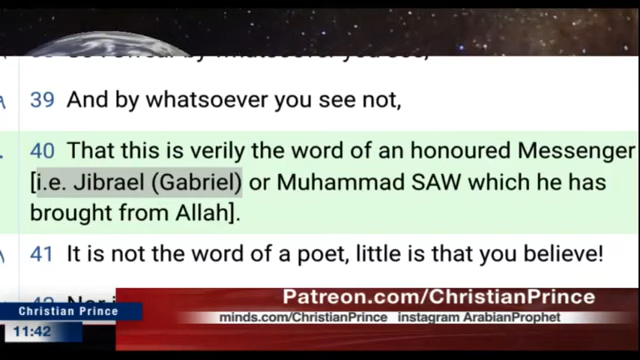 39 And by whatsoever you see not,
40 That this is verily the word of an honoured Messenger
[i.e. Jibrael (Gabriel) or Muhammad SAW which he has
brought from Allah].
41 It is not the word of a poet, little is that you believe!
Patreon.com/ChristianPrince
Christian Prince
minds.com/ChristianPrince instagram ArabianProphet
11:42